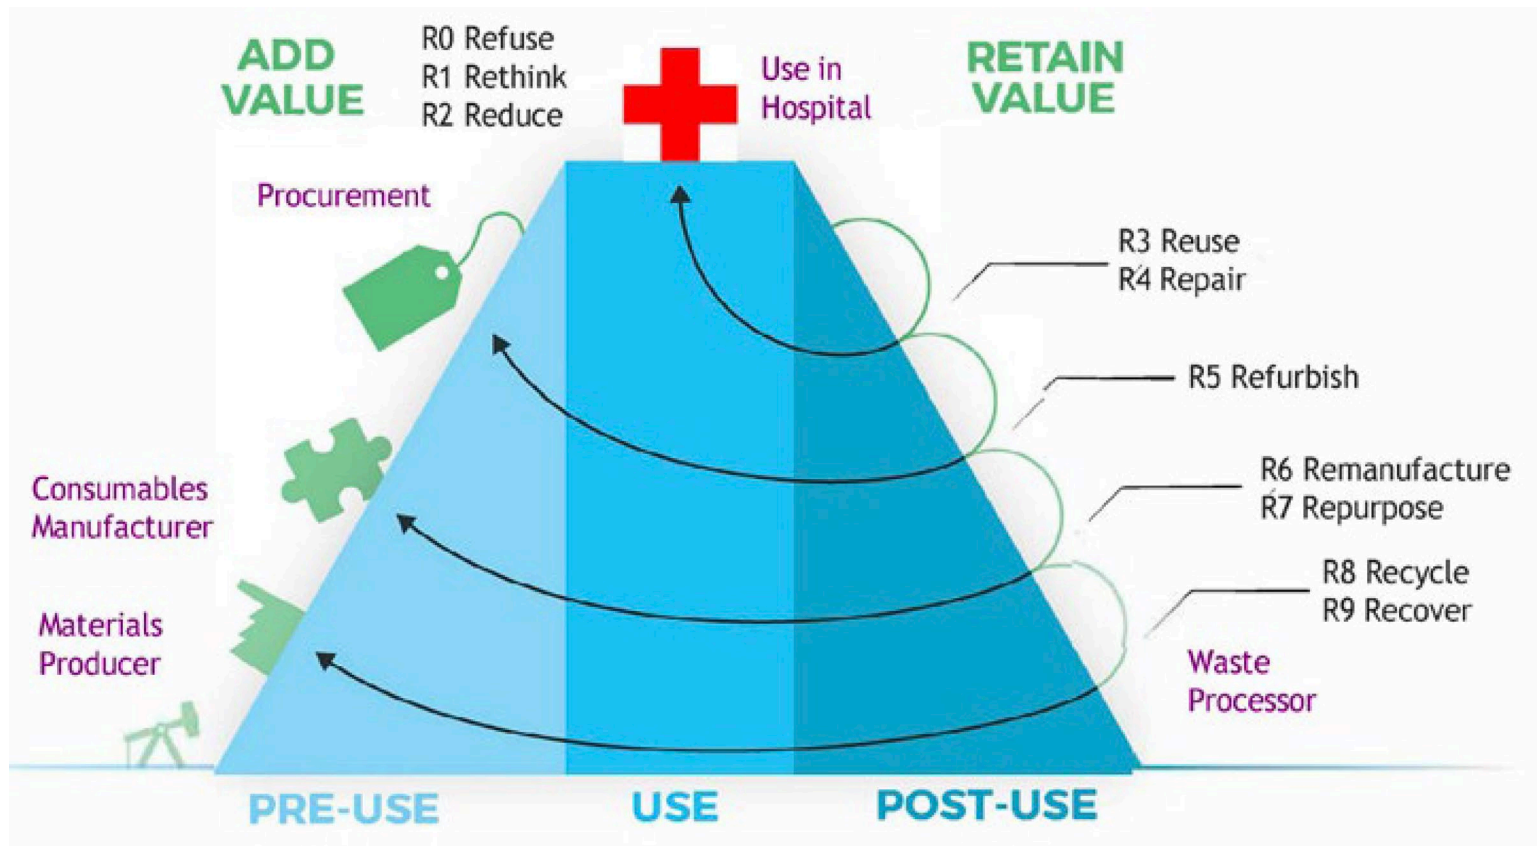 ADD
VALUE
R0 Refuse
R1 Rethink
R2 Reduce
Use in
Hospital
RETAIN
VALUE
Procurement
R3 Reuse
R4 Repair
R5 Refurbish
Consumables
Manufacturer
R6 Remanufacture
R7 Repurpose
R8 Recycle
R9 Recover
Materials
Producer
Waste
Processor
PRE-USE
USE
POST-USE